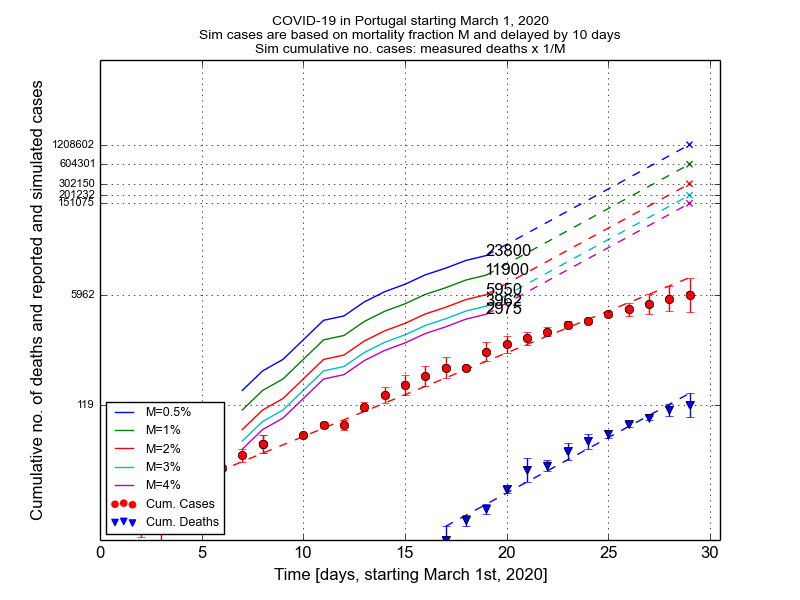 COVID-19 in Portugal starting March 1, 2020
Sim cases are based on mortality fraction M and delayed by 10 days
Sim cumulative no. cases: measured deaths x 1/M
Cumulative no. of deaths and reported and simulated cases
1208602
604301
302150
201232
151075
5962
119
23800
11900
5950
3962
2975
M=0.5%
M=1%
M=2%
M=3%
M=4%
Cum. Cases
Cum. Deaths
0 5 10 15 20 25 30
Time [days, starting March 1st, 2020]